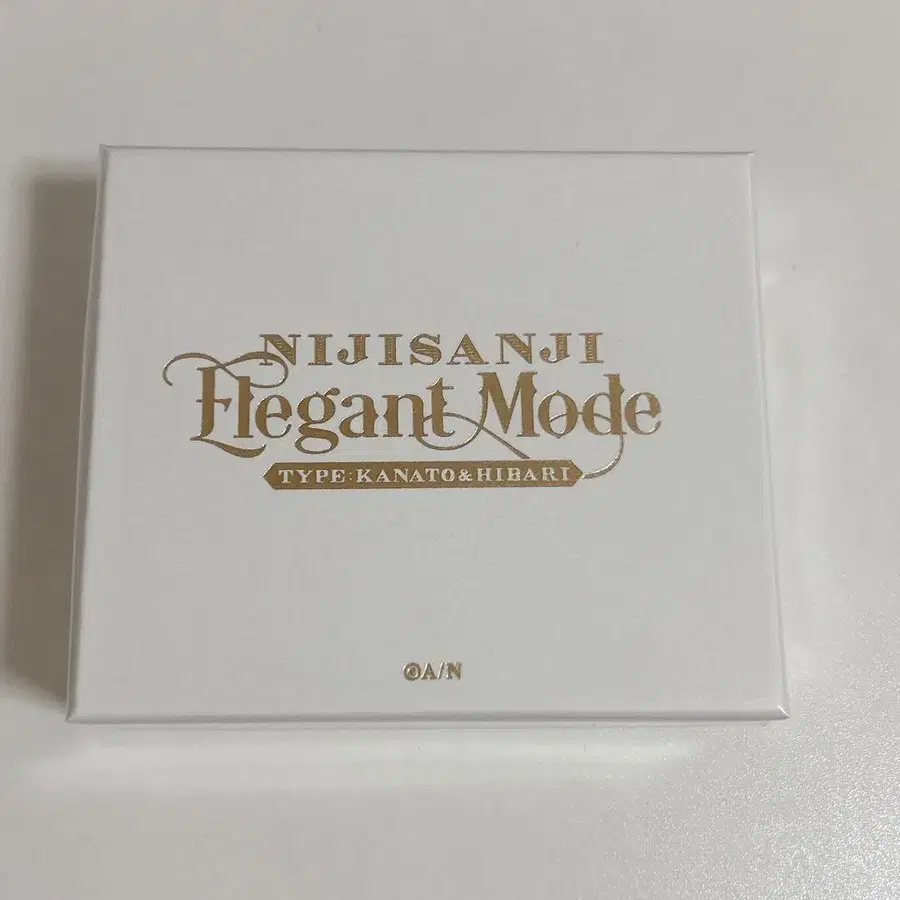 NIJISANJI
Elegant Mode
TYPE:KANATO&HIBARI
©A/N